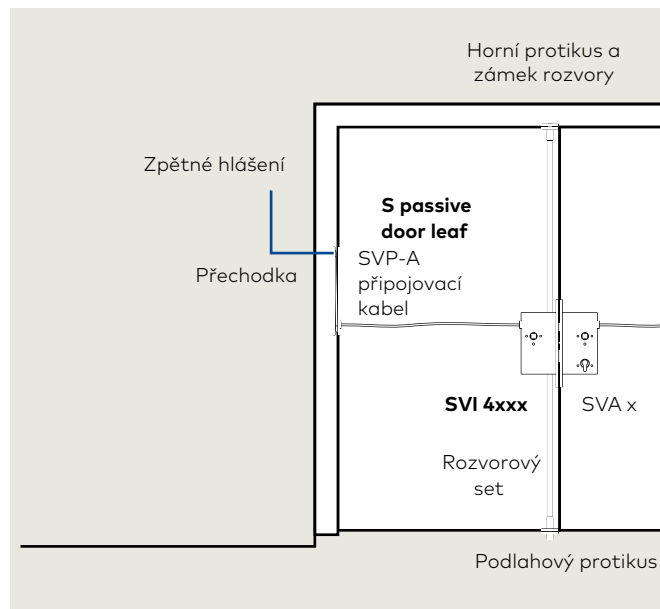 Horní protikus a
zámek rozvory
Zpětné hlášení
S passive
door leaf
SVP-A
připojovací
kabel
Přechodka
SVI 4xxx
SVA x
Rozvorový
set
Podlahový protikus